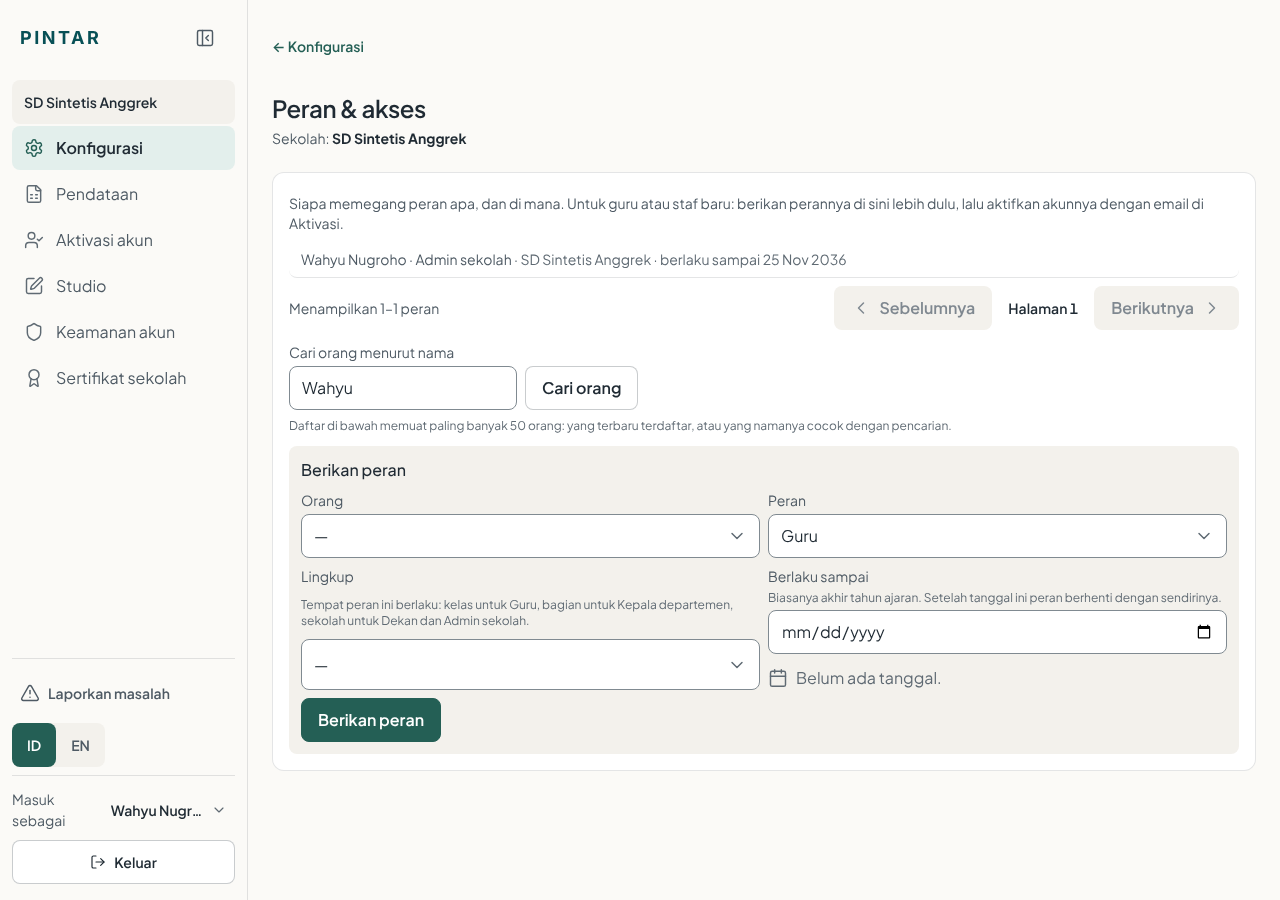 PINTAR
SD Sintetis Anggrek
Konfigurasi
Pendataan
Aktivasi akun
Studio
Keamanan akun
Sertifikat sekolah
Laporkan masalah
ID EN
Masuk sebagai
Wahyu Nugr…
Keluar
← Konfigurasi
Peran & akses
Sekolah: SD Sintetis Anggrek
Siapa memegang peran apa, dan di mana. Untuk guru atau staf baru: berikan perannya di sini lebih dulu, lalu aktifkan akunnya dengan email di
Aktivasi.
Wahyu Nugroho · Admin sekolah · SD Sintetis Anggrek · berlaku sampai 25 Nov 2036
Menampilkan 1–1 peran
Sebelumnya
Halaman 1
Berikutnya
Cari orang menurut nama
Wahyu
Cari orang
Daftar di bawah memuat paling banyak 50 orang: yang terbaru terdaftar, atau yang namanya cocok dengan pencarian.
Berikan peran
Orang
—
Peran
Guru
Lingkup
Tempat peran ini berlaku: kelas untuk Guru, bagian untuk Kepala departemen,
sekolah untuk Dekan dan Admin sekolah.
—
Berlaku sampai
Biasanya akhir tahun ajaran. Setelah tanggal ini peran berhenti dengan sendirinya.
mm/dd/yyyy
Belum ada tanggal.
Berikan peran